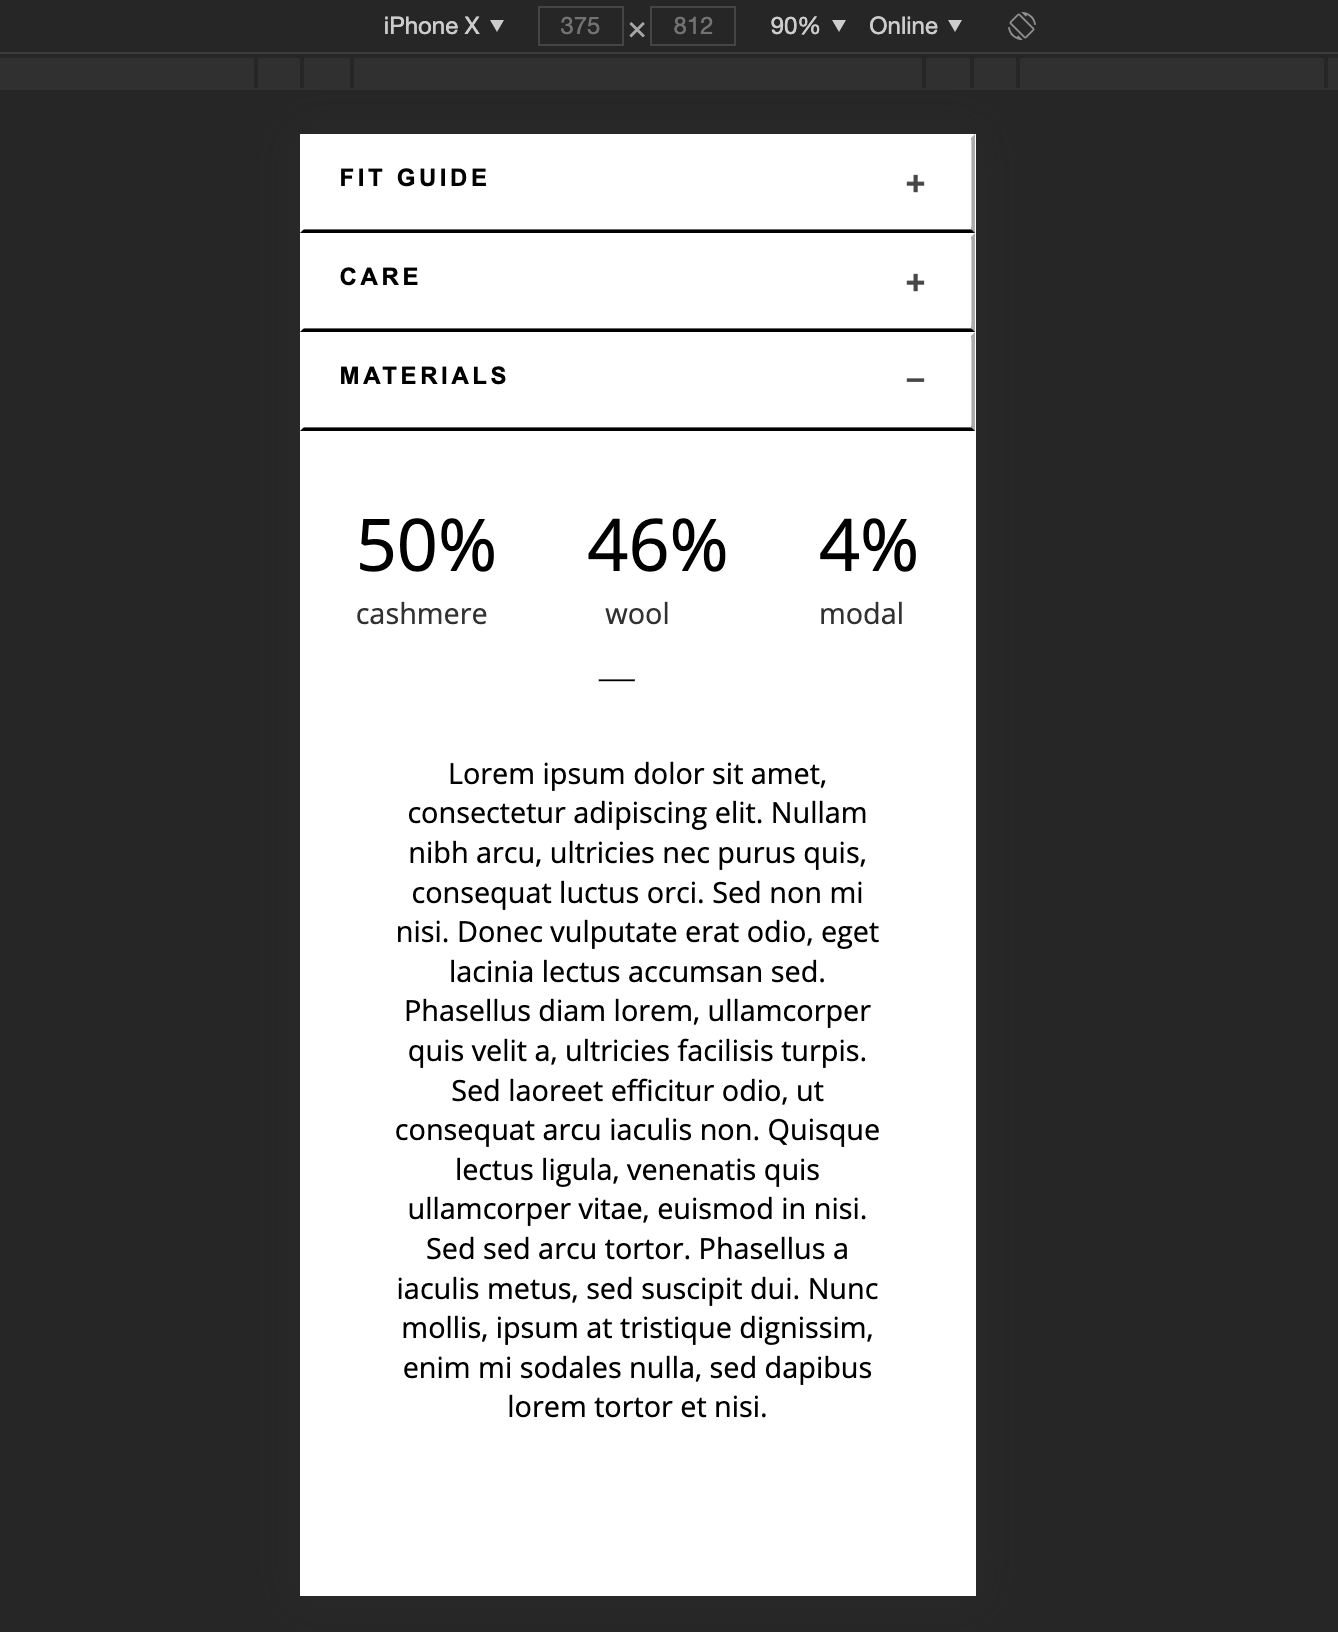 iPhone X ▼ 375 × 812 90% ▼ Online ▼
FIT GUIDE +
CARE +
MATERIALS −
50% 46% 4%
cashmere wool modal
—
Lorem ipsum dolor sit amet,
consectetur adipiscing elit. Nullam
nibh arcu, ultricies nec purus quis,
consequat luctus orci. Sed non mi
nisi. Donec vulputate erat odio, eget
lacinia lectus accumsan sed.
Phasellus diam lorem, ullamcorper
quis velit a, ultricies facilisis turpis.
Sed laoreet efficitur odio, ut
consequat arcu iaculis non. Quisque
lectus ligula, venenatis quis
ullamcorper vitae, euismod in nisi.
Sed sed arcu tortor. Phasellus a
iaculis metus, sed suscipit dui. Nunc
mollis, ipsum at tristique dignissim,
enim mi sodales nulla, sed dapibus
lorem tortor et nisi.